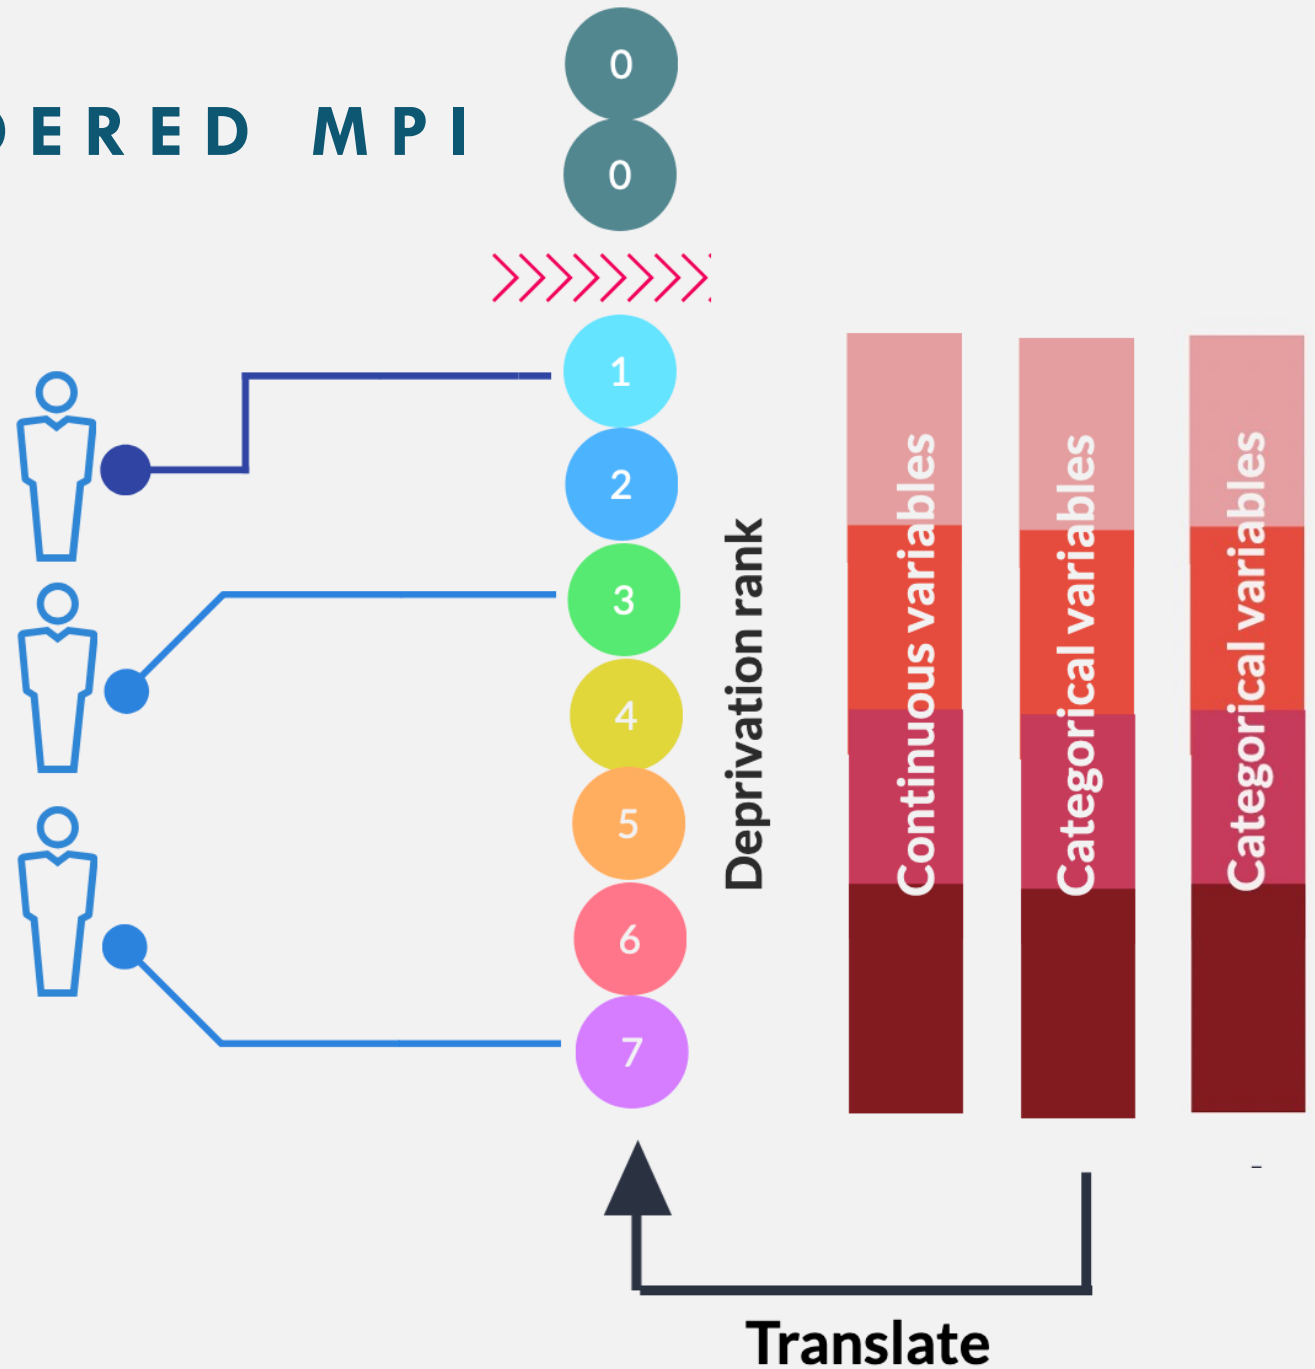 0
DERED MPI
0
1
2
3
4
5
6
7
Deprivation rank
Continuous variables
Categorical variables
Categorical variables
Translate